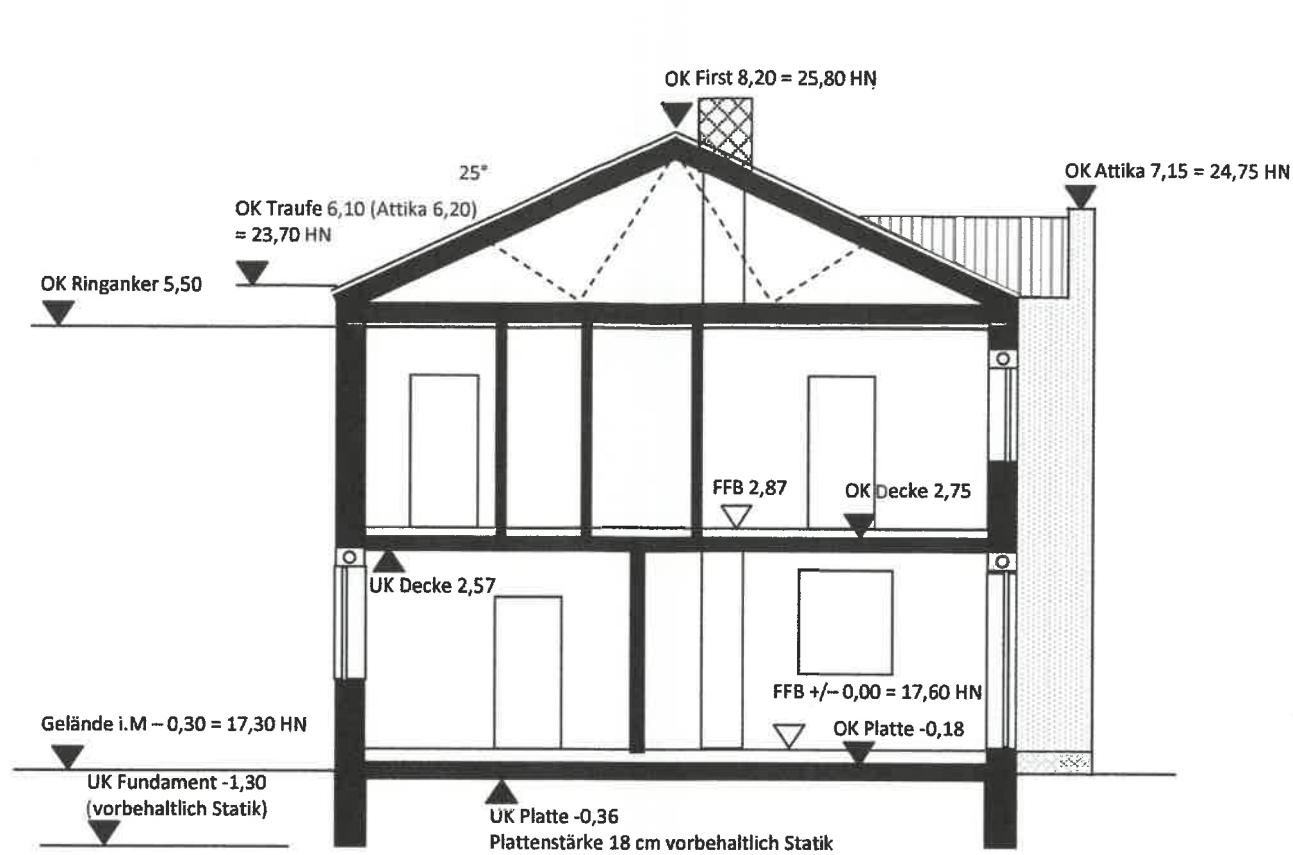 OK First 8,20 = 25,80 HN
25°
OK Attika 7,15 = 24,75 HN
OK Traufe 6,10 (Attika 6,20)
= 23,70 HN
OK Ringanker 5,50
FFB 2,87
OK Decke 2,75
UK Decke 2,57
FFB +/– 0,00 = 17,60 HN
Gelände i.M – 0,30 = 17,30 HN
OK Platte -0,18
UK Fundament -1,30
(vorbehaltlich Statik)
UK Platte -0,36
Plattenstärke 18 cm vorbehaltlich Statik